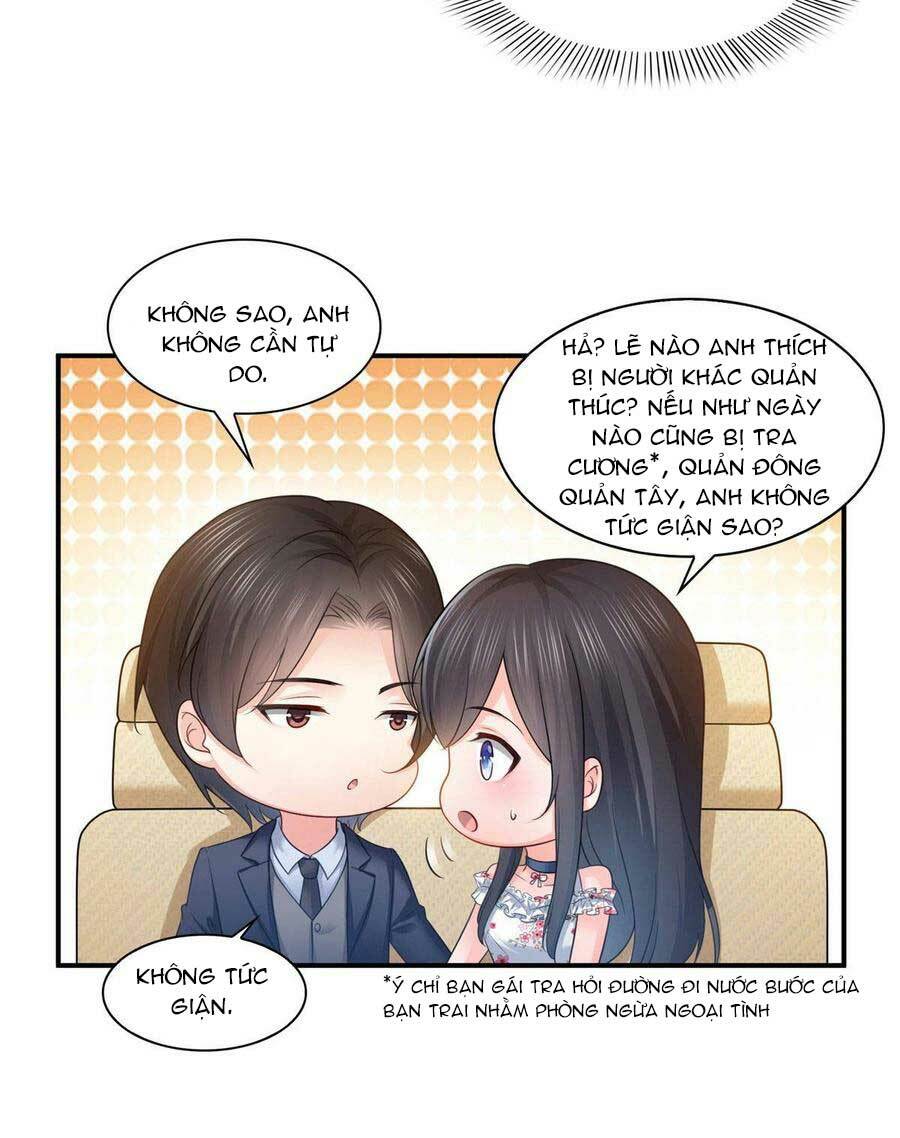 KHÔNG SAO, ANH
KHÔNG CẦN TỰ
DO.
HẢ? LẼ NÀO ANH THÍCH
BỊ NGƯỜI KHÁC QUẢN
THÚC? NẾU NHƯ NGÀY
NÀO CŨNG BỊ TRA
CƯƠNG*, QUẢN ĐÔNG
QUẢN TÂY, ANH KHÔNG
TỨC GIẬN SAO?
KHÔNG TỨC
GIẬN.
*Ý CHỈ BẠN GÁI TRA HỎI ĐƯỜNG ĐI NƯỚC BƯỚC CỦA
BẠN TRAI NHẰM PHÒNG NGỪA NGOẠI TÌNH